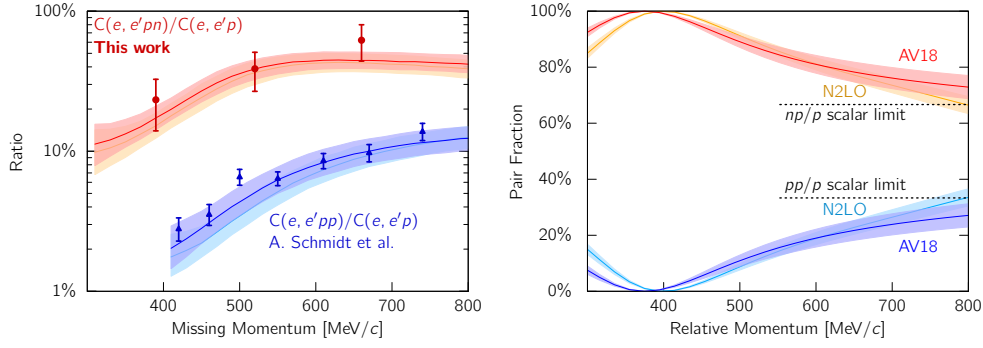 100%
10%
1%
Ratio
C(e, e′pn)/C(e, e′p)
This work
C(e, e′pp)/C(e, e′p)
A. Schmidt et al.
400 500 600 700 800
Missing Momentum [MeV/c]
100%
80%
60%
40%
20%
0%
Pair Fraction
AV18
N2LO
np/p scalar limit
pp/p scalar limit
N2LO
AV18
400 500 600 700 800
Relative Momentum [MeV/c]